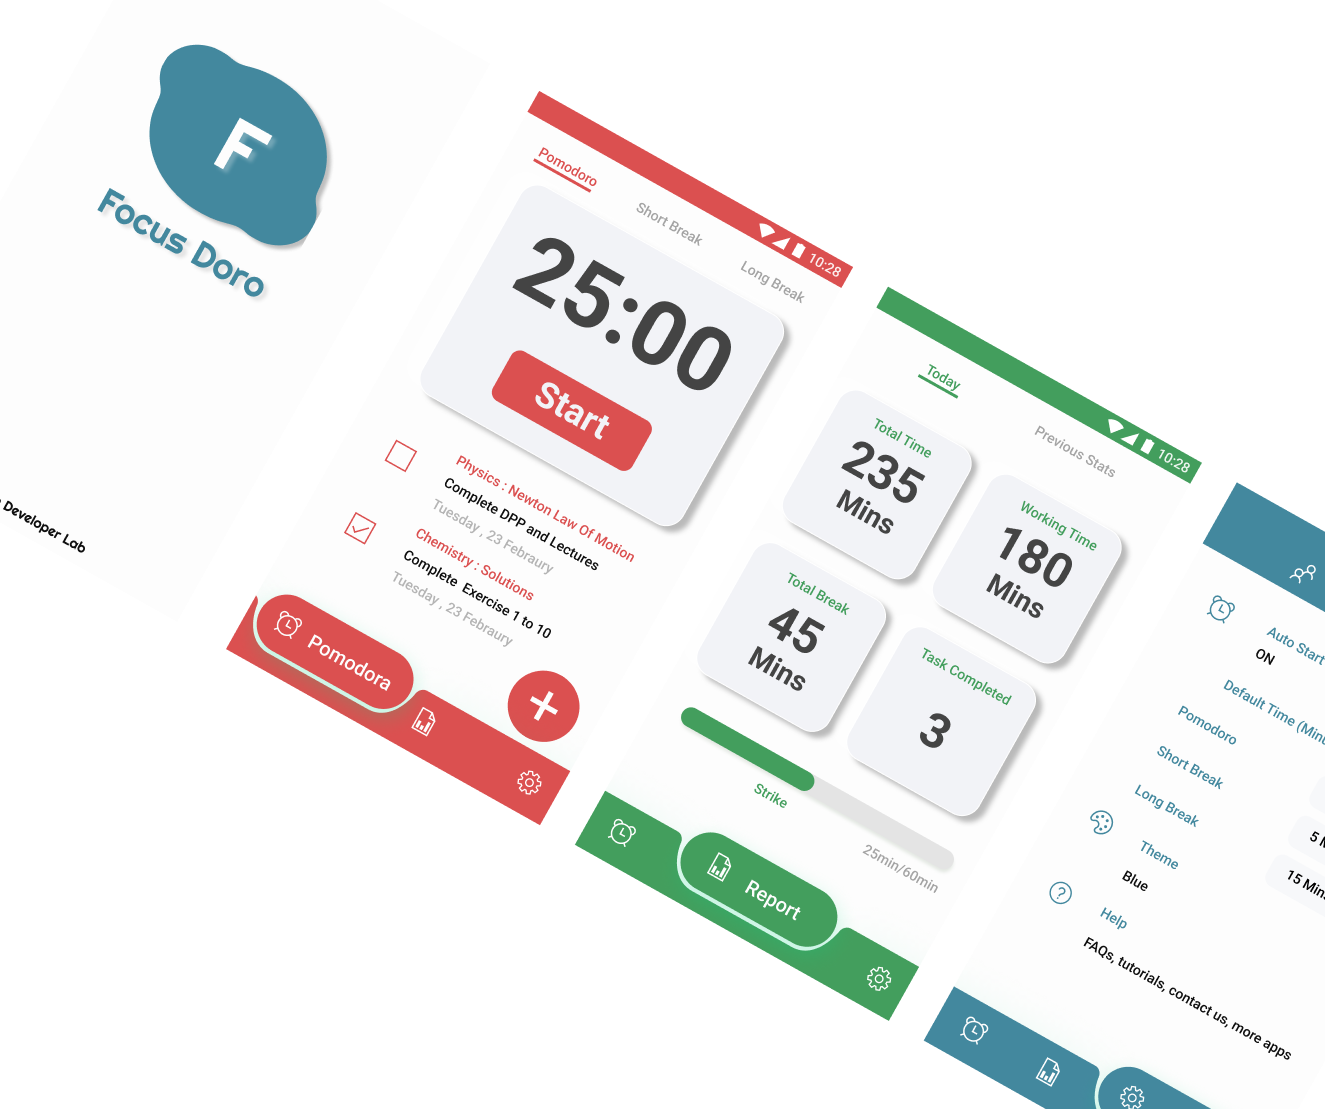 F
Focus Doro
Developer Lab
10:28
Pomodoro
Short Break
Long Break
25:00
Start
Physics : Newton Law Of Motion
Complete DPP and Lectures
Tuesday , 23 Febraury
Chemistry : Solutions
Complete Exercise 1 to 10
Tuesday , 23 Febraury
Pomodora
10:28
Today
Previous Stats
Total Time
235
Mins
Working Time
180
Mins
Total Break
45
Mins
Task Completed
3
Strike
25min/60min
Report
Auto Start
ON
Default Time
Pomodoro
Short Break
5
Long Break
15 Mins
Theme
Blue
Help
FAQs, tutorials, contact us, more apps